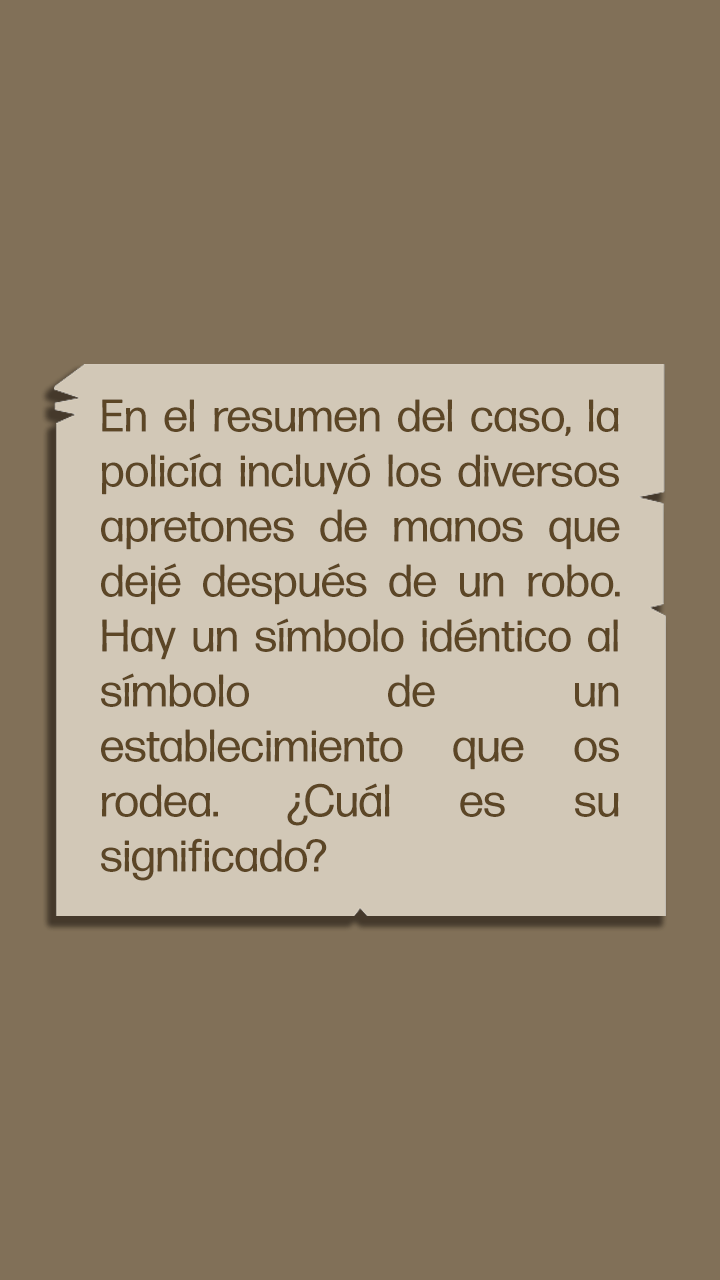 En el resumen del caso, la
policía incluyó los diversos
apretones de manos que
dejé después de un robo.
Hay un símbolo idéntico al
símbolo de un
establecimiento que os
rodea. ¿Cuál es su
significado?